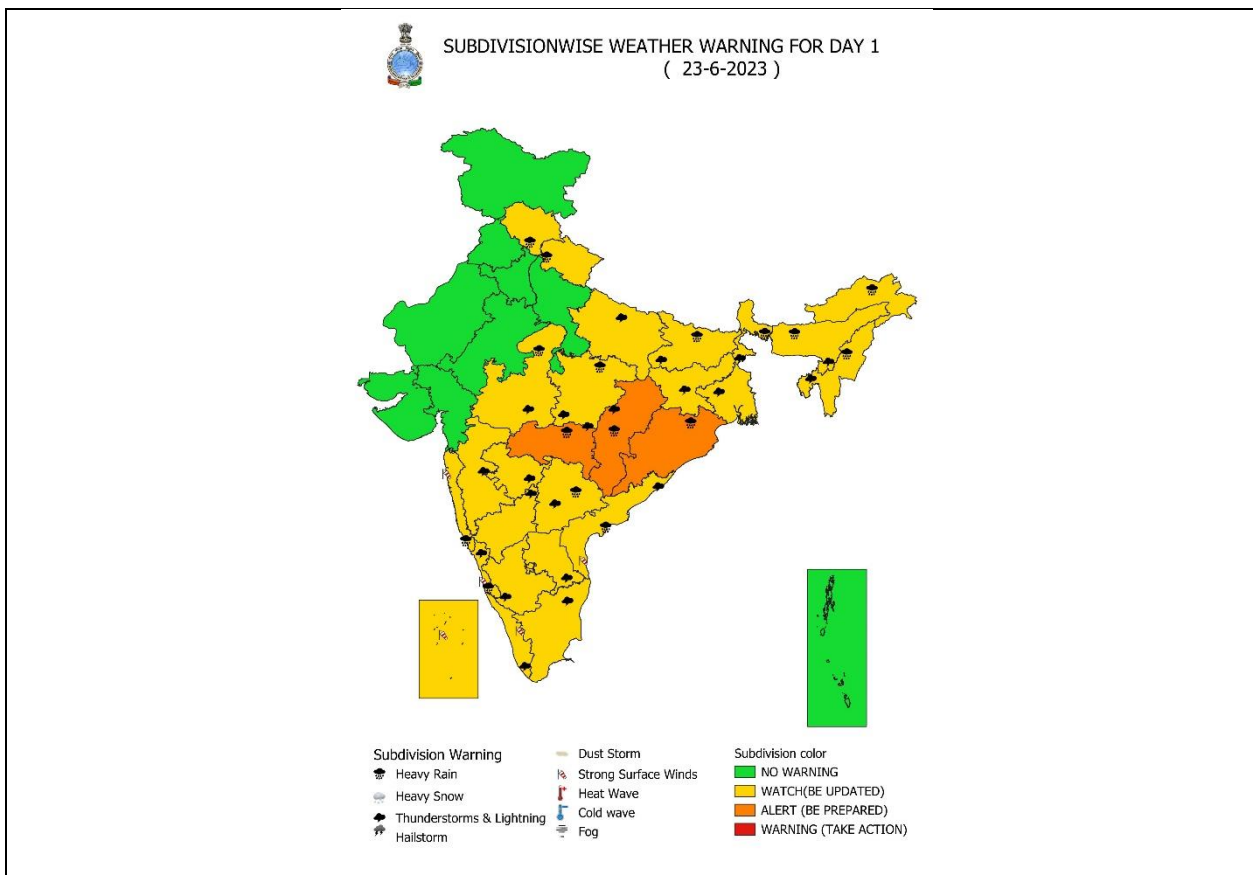 SUBDIVISIONWISE WEATHER WARNING FOR DAY 1
( 23-6-2023 )
Subdivision Warning
Heavy Rain
Heavy Snow
Thunderstorms & Lightning
Hailstorm
Dust Storm
Strong Surface Winds
Heat Wave
Cold wave
Fog
Subdivision color
NO WARNING
WATCH(BE UPDATED)
ALERT (BE PREPARED)
WARNING (TAKE ACTION)